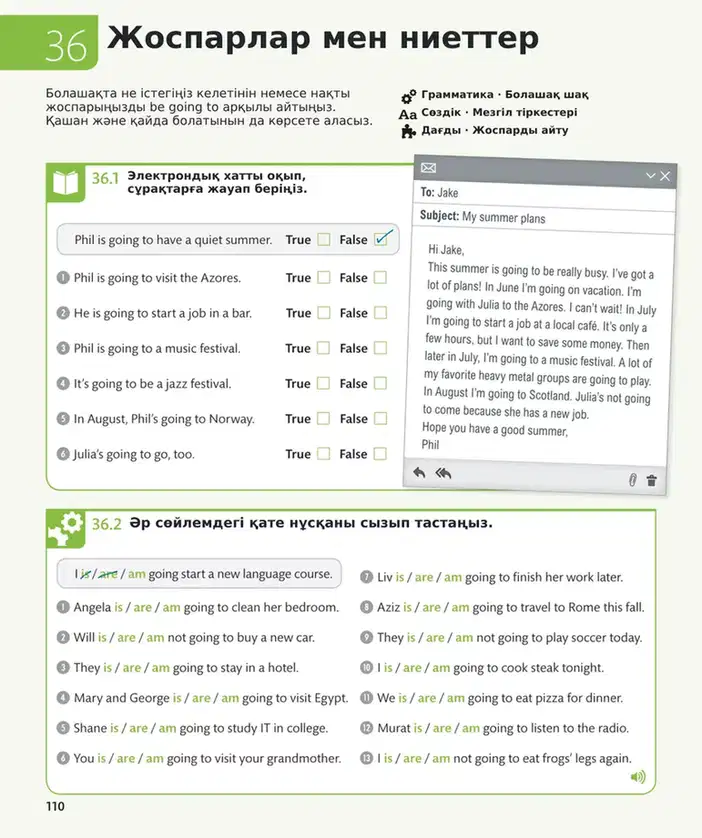 36
Жоспарлар мен ниеттер
Болашақта не істегіңіз келетінін немесе нақты
жоспарыңызды be going to арқылы айтыңыз.
Қашан және қайда болатынын да көрсете аласыз.
Грамматика · Болашақ шақ
Aa Сөздік · Мезгіл тіркестері
Дағды · Жоспарды айту
36.1 Электрондық хатты оқып,
сұрақтарға жауап беріңіз.
Phil is going to have a quiet summer. True False
1 Phil is going to visit the Azores. True False
2 He is going to start a job in a bar. True False
3 Phil is going to a music festival. True False
4 It's going to be a jazz festival. True False
5 In August, Phil's going to Norway. True False
6 Julia's going to go, too. True False
To: Jake
Subject: My summer plans
Hi Jake,
This summer is going to be really busy. I've got a
lot of plans! In June I'm going on vacation. I'm
going with Julia to the Azores. I can't wait! In July
I'm going to start a job at a local café. It's only a
few hours, but I want to save some money. Then
later in July, I'm going to a music festival. A lot of
my favorite heavy metal groups are going to play.
In August I'm going to Scotland. Julia's not going
to come because she has a new job.
Hope you have a good summer,
Phil
36.2 Әр сөйлемдегі қате нұсқаны сызып тастаңыз.
I is / are / am going start a new language course.
1 Angela is / are / am going to clean her bedroom.
2 Will is / are / am not going to buy a new car.
3 They is / are / am going to stay in a hotel.
4 Mary and George is / are / am going to visit Egypt.
5 Shane is / are / am going to study IT in college.
6 You is / are / am going to visit your grandmother.
7 Liv is / are / am going to finish her work later.
8 Aziz is / are / am going to travel to Rome this fall.
9 They is / are / am not going to play soccer today.
10 I is / are / am going to cook steak tonight.
11 We is / are / am going to eat pizza for dinner.
12 Murat is / are / am going to listen to the radio.
13 I is / are / am not going to eat frogs' legs again.
110